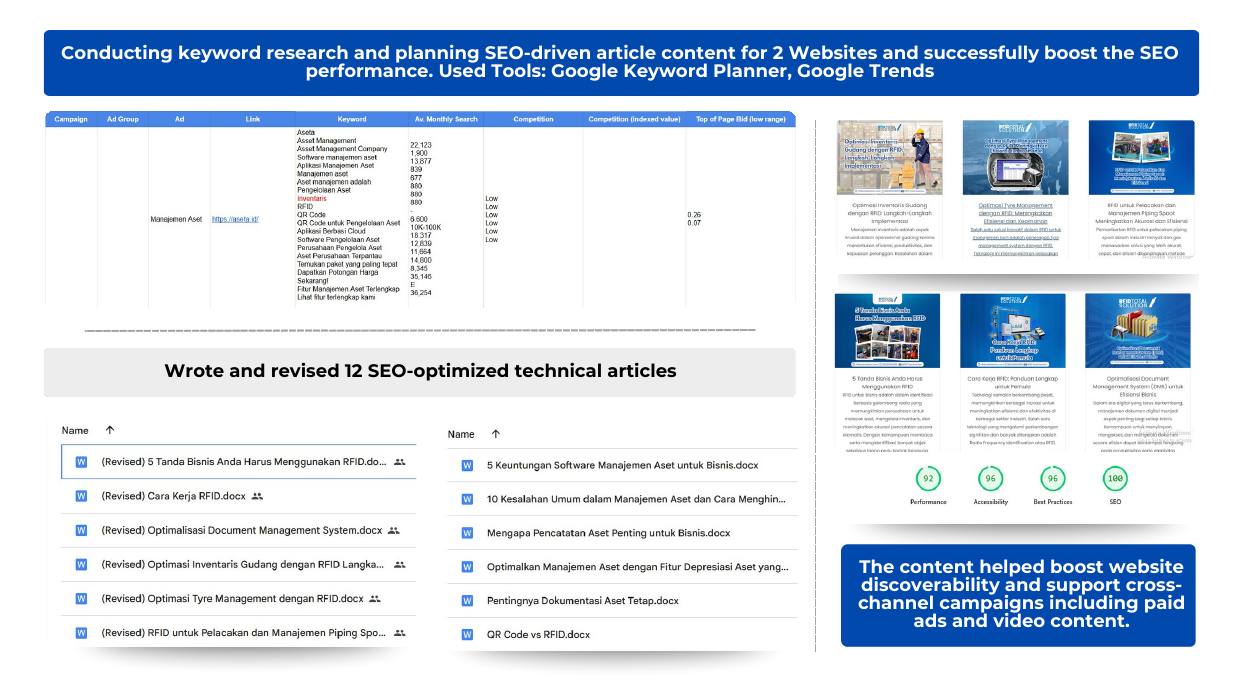 Conducting keyword research and planning SEO-driven article content for 2 Websites and successfully boost the SEO
performance. Used Tools: Google Keyword Planner, Google Trends
Campaign Ad Group Ad Link Keyword Av. Monthly Search Competition Competition (indexed value) Top of Page Bid (low range)
Manajemen Aset
https://aseta.id/
Aseta
Asset Management
Asset Management Company
Software manajemen aset
Aplikasi Manajemen Aset
Manajemen aset
Aset manajemen adalah
Pengelolaan Aset
Inventaris
RFID
QR Code
QR Code untuk Pengelolaan Aset
Aplikasi Berbasi Cloud
Software Pengelolaan Aset
Perusahaan Pengelola Aset
Aset Perusahaan Terpantau
Temukan paket yang paling tepat
Dapatkan Potongan Harga
Sekarang!
Fitur Manajemen Aset Terlengkap
Lihat fitur terlengkap kami
22,123
1,900
13,877
839
677
880
880
880
-
6.600
10K-100K
18,317
12,839
11,664
14,800
8,345
35,146
E
36,254
Low
Low
Low
Low
Low
0.26
0.07
Wrote and revised 12 SEO-optimized technical articles
Name ↑
(Revised) 5 Tanda Bisnis Anda Harus Menggunakan RFID.do...
(Revised) Cara Kerja RFID.docx
(Revised) Optimalisasi Document Management System.docx
(Revised) Optimasi Inventaris Gudang dengan RFID Langka...
(Revised) Optimasi Tyre Management dengan RFID.docx
(Revised) RFID untuk Pelacakan dan Manajemen Piping Spo...
Name ↑
5 Keuntungan Software Manajemen Aset untuk Bisnis.docx
10 Kesalahan Umum dalam Manajemen Aset dan Cara Menghin...
Mengapa Pencatatan Aset Penting untuk Bisnis.docx
Optimalkan Manajemen Aset dengan Fitur Depresiasi Aset yang...
Pentingnya Dokumentasi Aset Tetap.docx
QR Code vs RFID.docx
Optimasi Inventaris Gudang
dengan RFID: Langkah-Langkah
Implementasi
Optimasi Tyre Management
dengan RFID: Meningkatkan
Efisiensi dan Keamanan
RFID untuk Pelacakan dan
Manajemen Piping Spool:
Meningkatkan Akurasi dan Efisiensi
5 Tanda Bisnis Anda Harus
Menggunakan RFID
Cara Kerja RFID: Panduan Lengkap
untuk Pemula
Optimalisasi Document
Management System (DMS) untuk
Efisiensi Bisnis
92 96 96 100
Performance Accessibility Best Practices SEO
The content helped boost website
discoverability and support cross-
channel campaigns including paid
ads and video content.